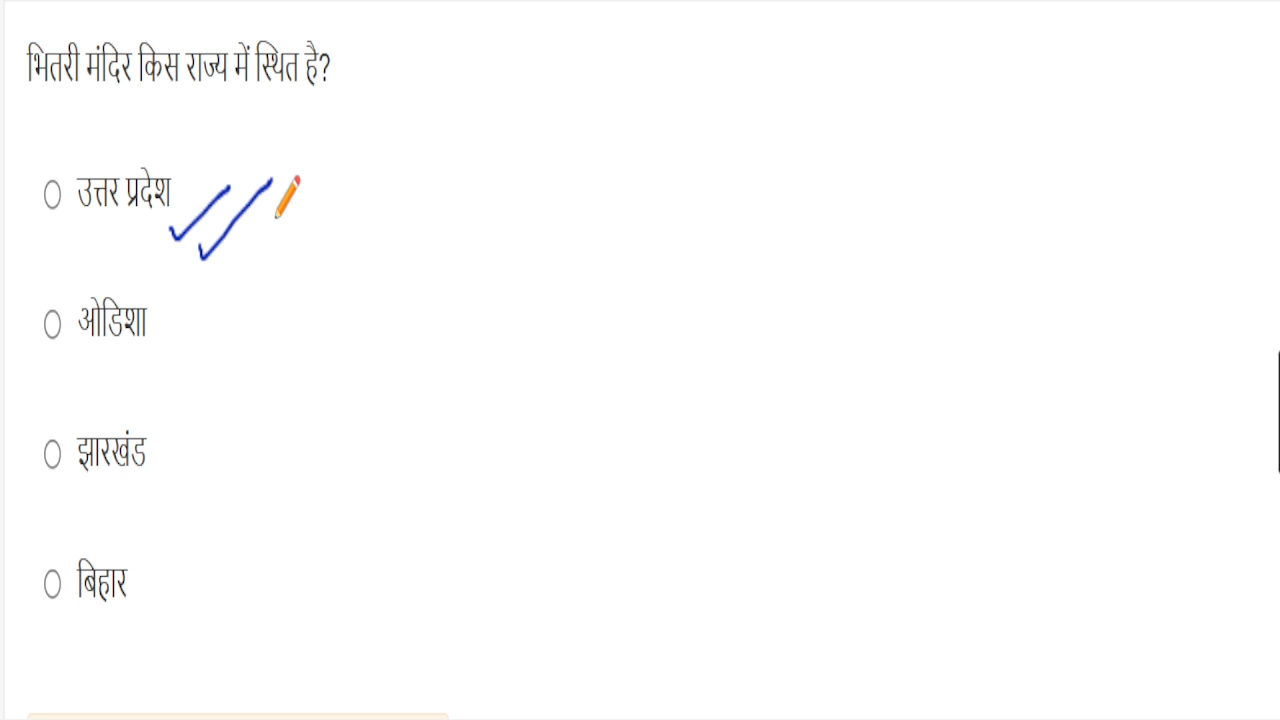 भितरी मंदिर किस राज्य में स्थित है?
उत्तर प्रदेश
ओडिशा
झारखंड
बिहार